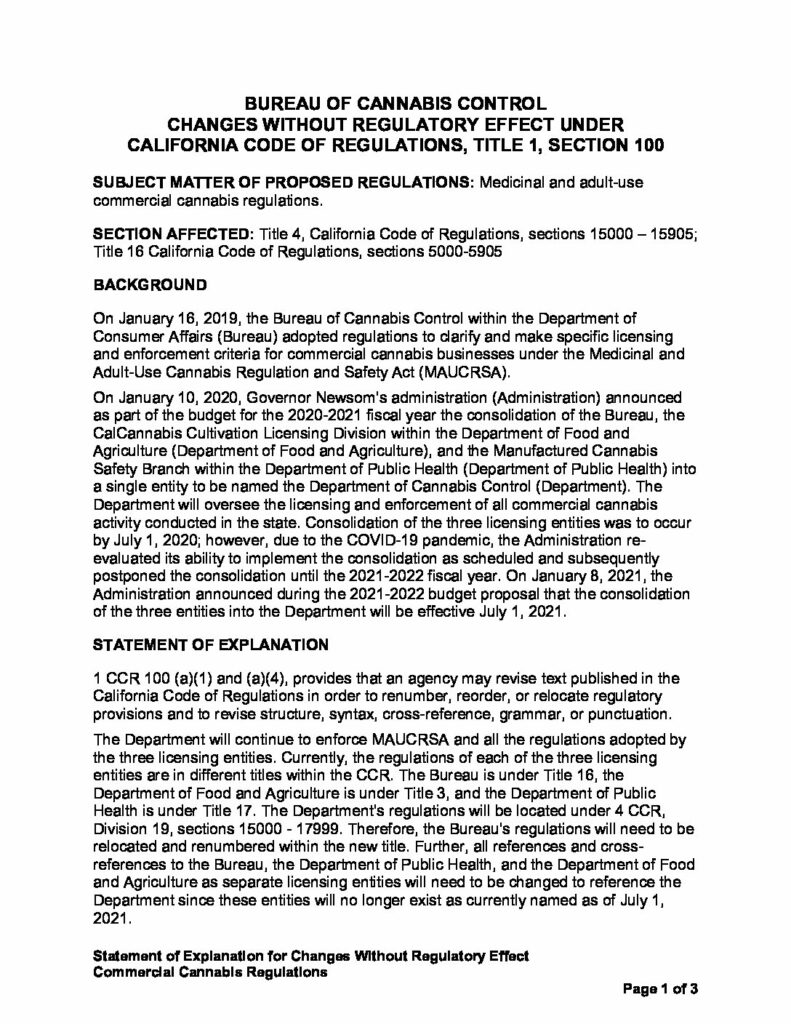 BUREAU OF CANNABIS CONTROL
CHANGES WITHOUT REGULATORY EFFECT UNDER
CALIFORNIA CODE OF REGULATIONS, TITLE 1, SECTION 100
SUBJECT MATTER OF PROPOSED REGULATIONS: Medicinal and adult-use
commercial cannabis regulations.
SECTION AFFECTED: Title 4, California Code of Regulations, sections 15000 – 15905;
Title 16 California Code of Regulations, sections 5000-5905
BACKGROUND
On January 16, 2019, the Bureau of Cannabis Control within the Department of
Consumer Affairs (Bureau) adopted regulations to clarify and make specific licensing
and enforcement criteria for commercial cannabis businesses under the Medicinal and
Adult-Use Cannabis Regulation and Safety Act (MAUCRSA).
On January 10, 2020, Governor Newsom's administration (Administration) announced
as part of the budget for the 2020-2021 fiscal year the consolidation of the Bureau, the
CalCannabis Cultivation Licensing Division within the Department of Food and
Agriculture (Department of Food and Agriculture), and the Manufactured Cannabis
Safety Branch within the Department of Public Health (Department of Public Health) into
a single entity to be named the Department of Cannabis Control (Department). The
Department will oversee the licensing and enforcement of all commercial cannabis
activity conducted in the state. Consolidation of the three licensing entities was to occur
by July 1, 2020; however, due to the COVID-19 pandemic, the Administration re-
evaluated its ability to implement the consolidation as scheduled and subsequently
postponed the consolidation until the 2021-2022 fiscal year. On January 8, 2021, the
Administration announced during the 2021-2022 budget proposal that the consolidation
of the three entities into the Department will be effective July 1, 2021.
STATEMENT OF EXPLANATION
1 CCR 100 (a)(1) and (a)(4), provides that an agency may revise text published in the
California Code of Regulations in order to renumber, reorder, or relocate regulatory
provisions and to revise structure, syntax, cross-reference, grammar, or punctuation.
The Department will continue to enforce MAUCRSA and all the regulations adopted by
the three licensing entities. Currently, the regulations of each of the three licensing
entities are in different titles within the CCR. The Bureau is under Title 16, the
Department of Food and Agriculture is under Title 3, and the Department of Public
Health is under Title 17. The Department's regulations will be located under 4 CCR,
Division 19, sections 15000 - 17999. Therefore, the Bureau's regulations will need to be
relocated and renumbered within the new title. Further, all references and cross-
references to the Bureau, the Department of Public Health, and the Department of Food
and Agriculture as separate licensing entities will need to be changed to reference the
Department since these entities will no longer exist as currently named as of July 1,
2021.
Statement of Explanation for Changes Without Regulatory Effect
Commercial Cannabis Regulations
Page 1 of 3